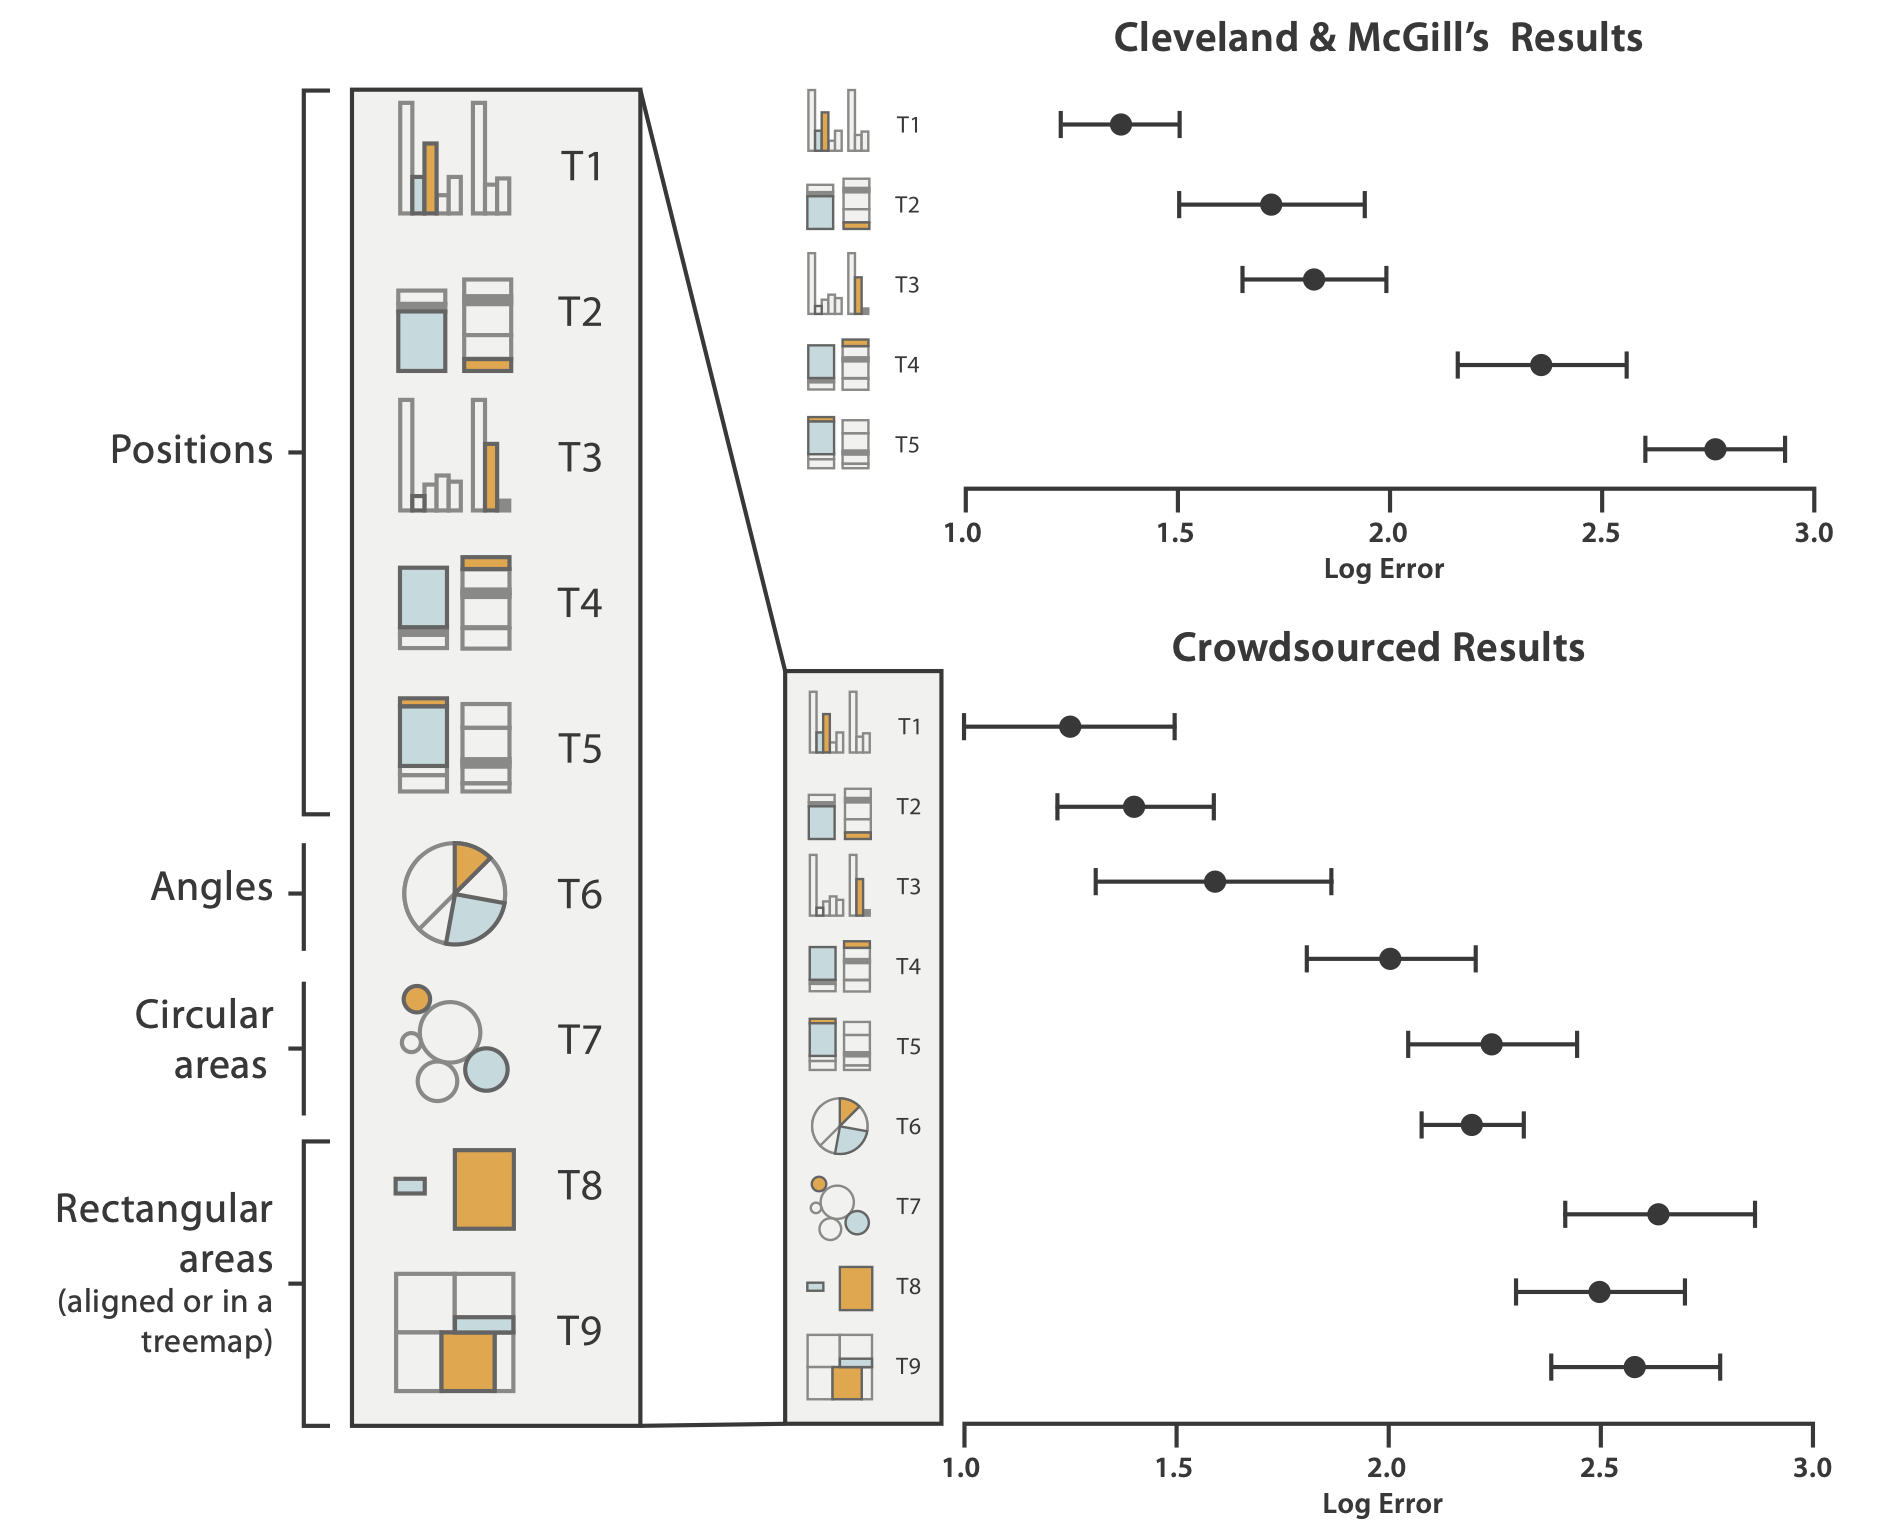 Positions
Angles
Circular
areas
Rectangular
areas
(aligned or in a
treemap)
T1
T2
T3
T4
T5
T6
T7
T8
T9
Cleveland & McGill’s  Results
T1
T2
T3
T4
T5
1.0 1.5 2.0 2.5 3.0
Log Error
Crowdsourced Results
T1
T2
T3
T4
T5
T6
T7
T8
T9
1.0 1.5 2.0 2.5 3.0
Log Error